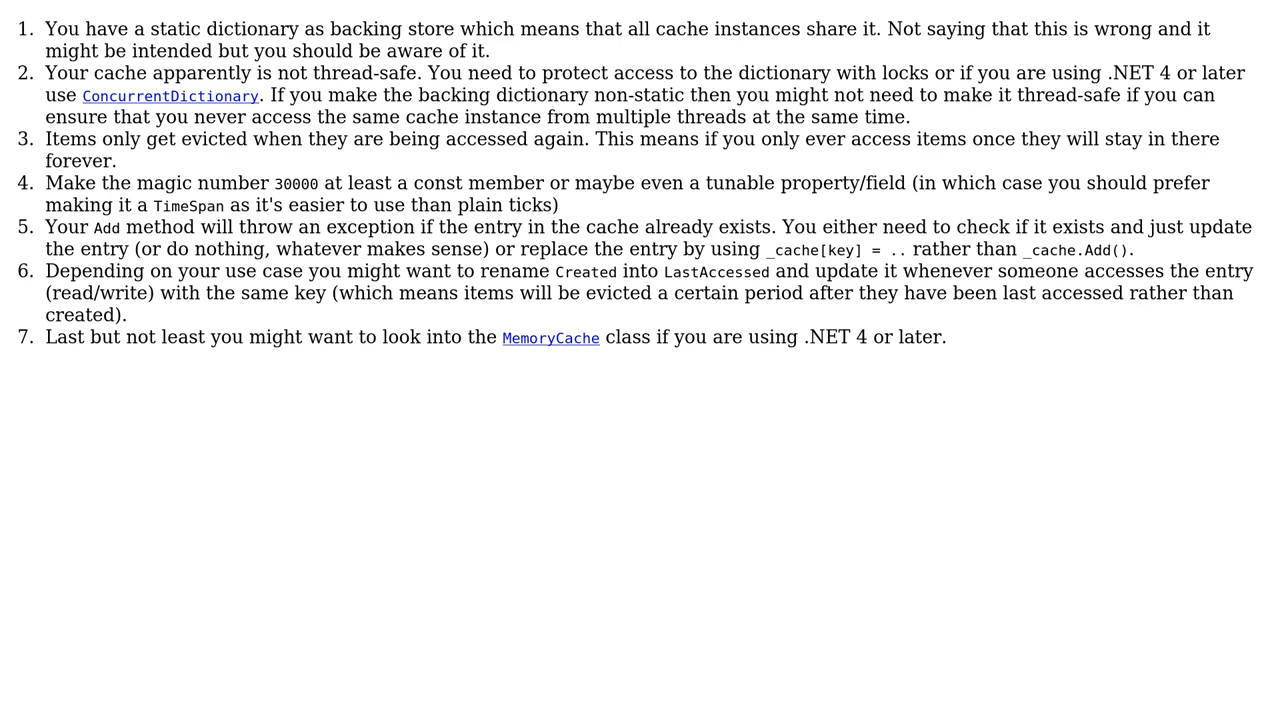 1. You have a static dictionary as backing store which means that all cache instances share it. Not saying that this is wrong and it
might be intended but you should be aware of it.
2. Your cache apparently is not thread-safe. You need to protect access to the dictionary with locks or if you are using .NET 4 or later
use ConcurrentDictionary. If you make the backing dictionary non-static then you might not need to make it thread-safe if you can
ensure that you never access the same cache instance from multiple threads at the same time.
3. Items only get evicted when they are being accessed again. This means if you only ever access items once they will stay in there
forever.
4. Make the magic number 30000 at least a const member or maybe even a tunable property/field (in which case you should prefer
making it a TimeSpan as it's easier to use than plain ticks)
5. Your Add method will throw an exception if the entry in the cache already exists. You either need to check if it exists and just update
the entry (or do nothing, whatever makes sense) or replace the entry by using _cache[key] = .. rather than _cache.Add().
6. Depending on your use case you might want to rename Created into LastAccessed and update it whenever someone accesses the entry
(read/write) with the same key (which means items will be evicted a certain period after they have been last accessed rather than
created).
7. Last but not least you might want to look into the MemoryCache class if you are using .NET 4 or later.